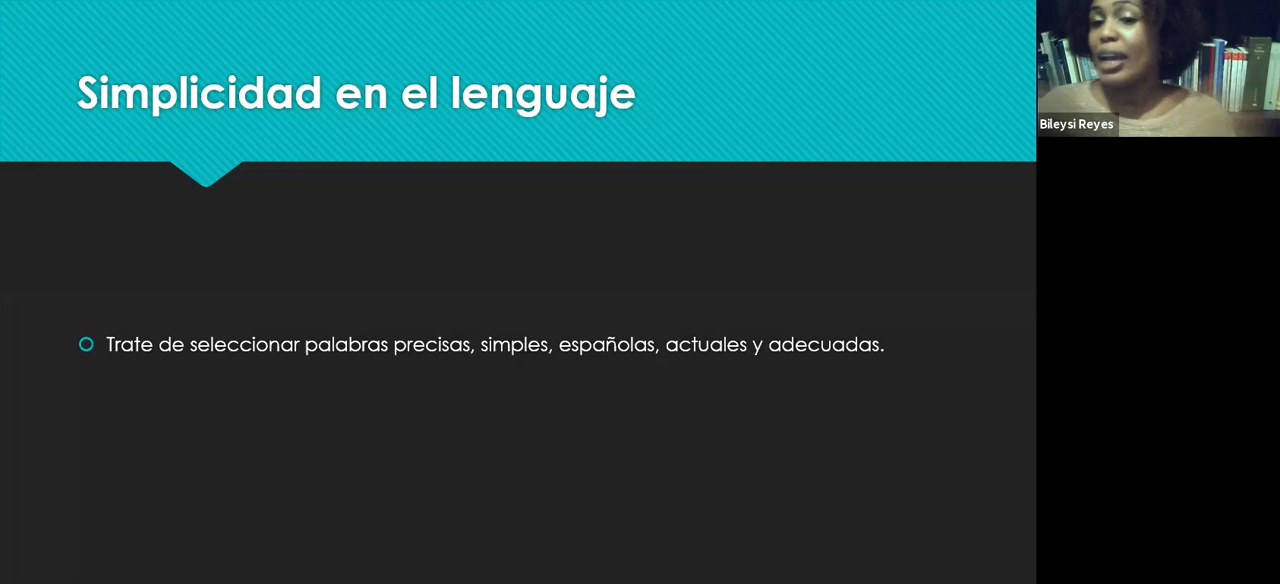 Simplicidad en el lenguaje
Bileysi Reyes
Trate de seleccionar palabras precisas, simples, españolas, actuales y adecuadas.